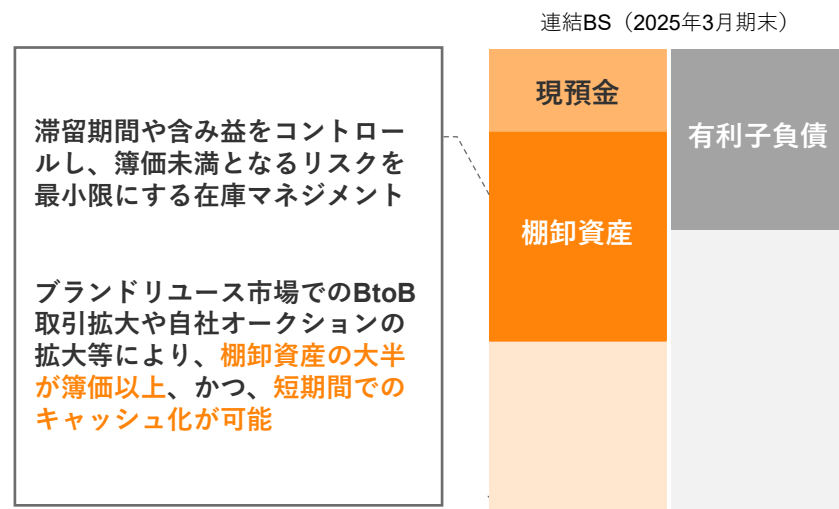 連結BS（2025年3月期末）
滞留期間や含み益をコントロー
ルし、簿価未満となるリスクを
最小限にする在庫マネジメント
ブランドリユース市場でのBtoB
取引拡大や自社オークションの
拡大等により、棚卸資産の大半
が簿価以上、かつ、短期間での
キャッシュ化が可能
現預金
棚卸資産
有利子負債